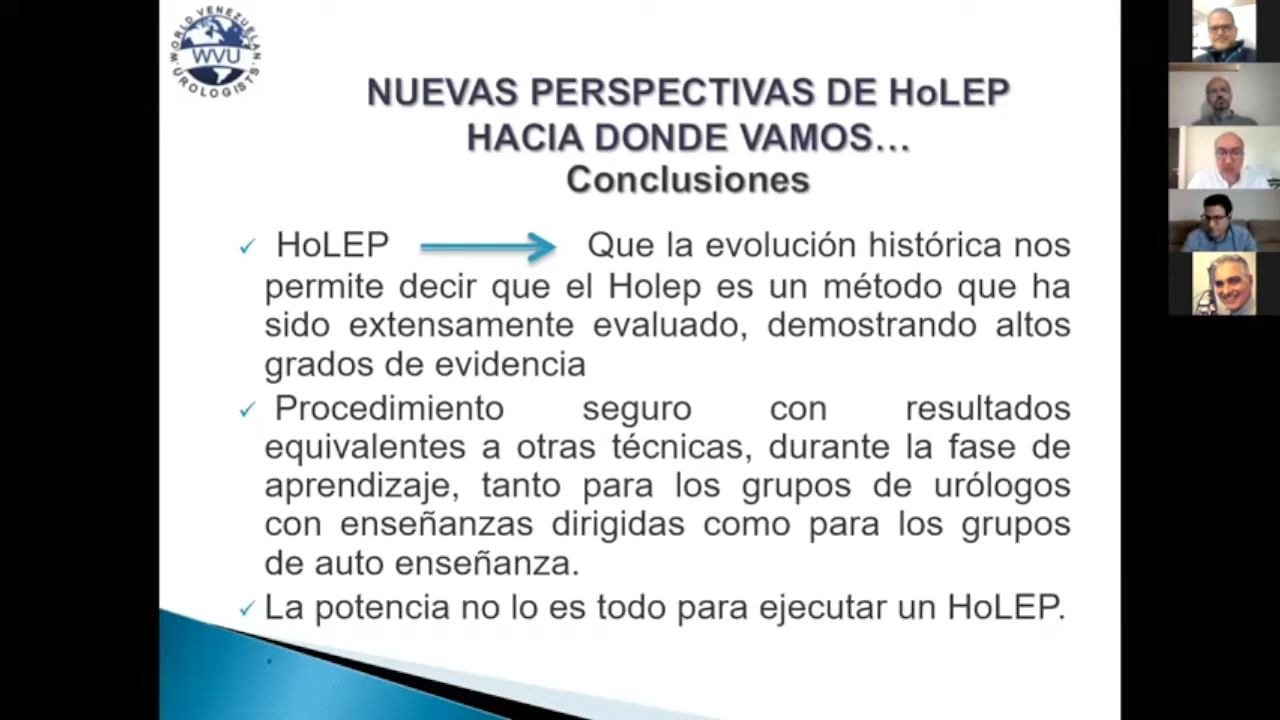 WORLD VENEZUELAN
WVU
UROLOGISTS
NUEVAS PERSPECTIVAS DE HoLEP
HACIA DONDE VAMOS...
Conclusiones
✓ HoLEP → Que la evolución histórica nos
permite decir que el Holep es un método que ha
sido extensamente evaluado, demostrando altos
grados de evidencia
✓ Procedimiento seguro con resultados
equivalentes a otras técnicas, durante la fase de
aprendizaje, tanto para los grupos de urólogos
con enseñanzas dirigidas como para los grupos
de auto enseñanza.
✓ La potencia no lo es todo para ejecutar un HoLEP.